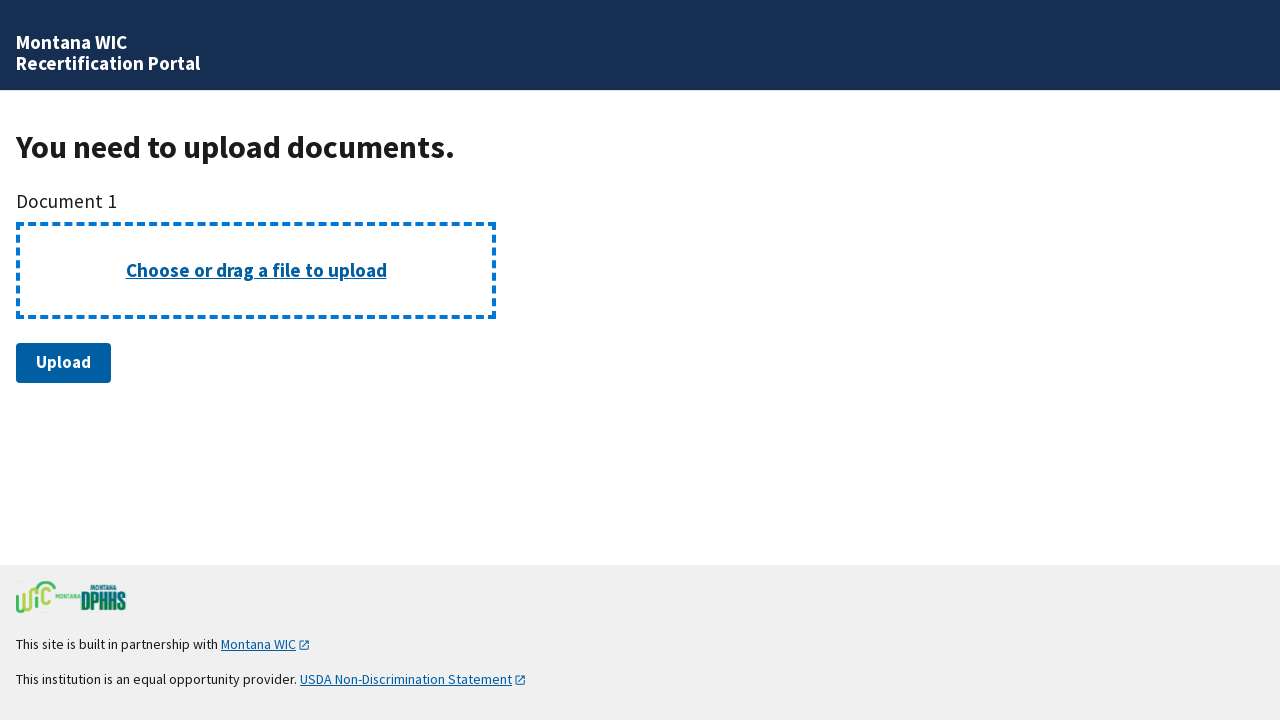 Montana WIC
Recertification Portal
You need to upload documents.
Document 1
Choose or drag a file to upload
Upload
WiC MONTANA MONTANA DPHHS
This site is built in partnership with Montana WIC
This institution is an equal opportunity provider. USDA Non-Discrimination Statement